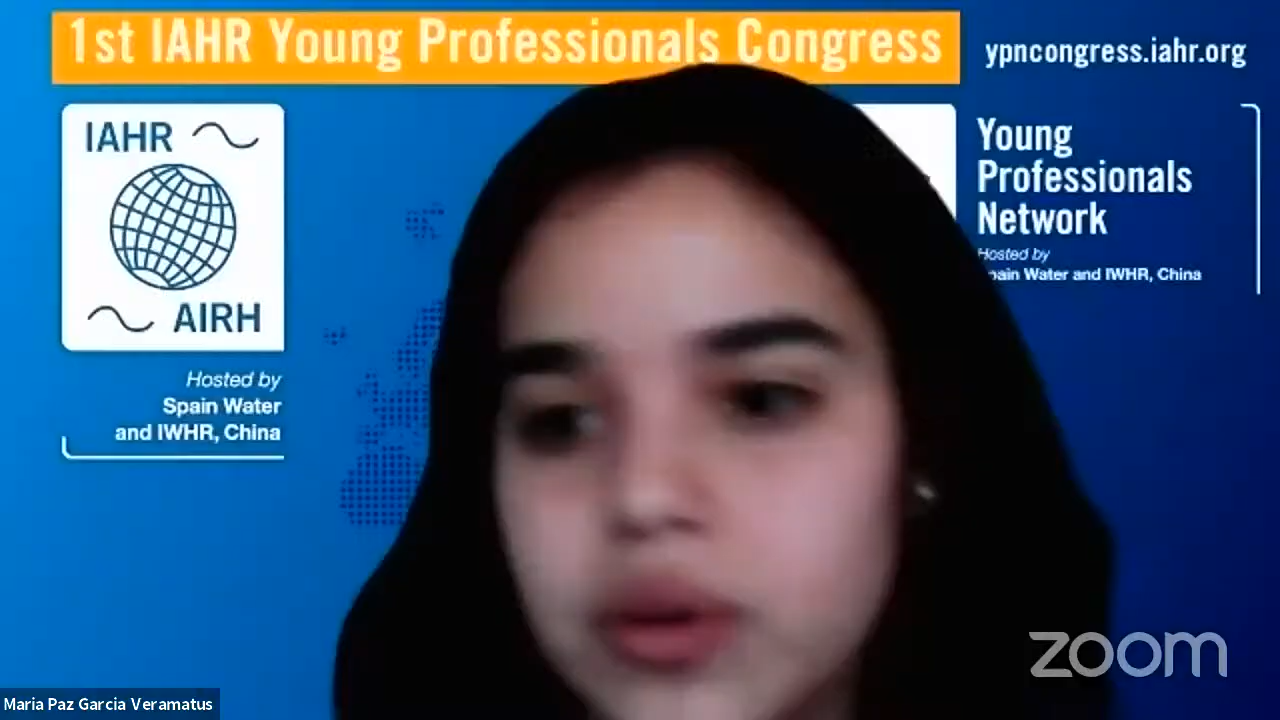 1st IAHR Young Professionals Congress
ypncongress.iahr.org
IAHR
AIRH
Hosted by
Spain Water
and IWHR, China
Young
Professionals
Network
Hosted by
Water and IWHR, China
zoom
Maria Paz Garcia Veramatus